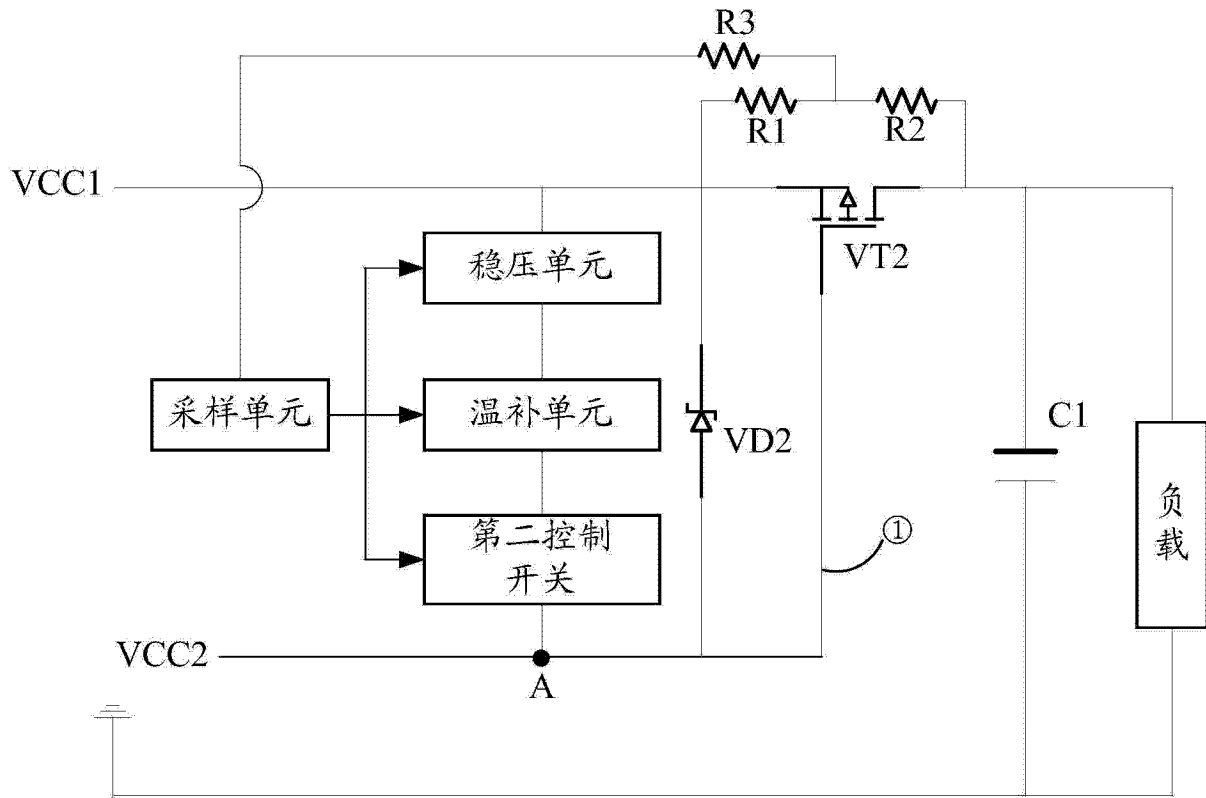 R3
R1
R2
VCC1
VT2
稳压单元
采样单元
温补单元
VD2
C1
第二控制
开关
①
负
载
VCC2
A